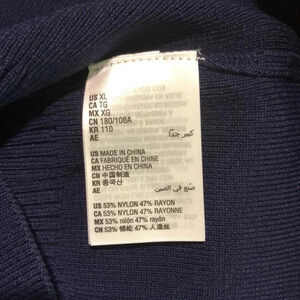 US XL
CA TG
MX XG
CN 180/108A
KR 110
AE كبير جدًا
US MADE IN CHINA
CA FABRIQUÉ EN CHINE
MX HECHO EN CHINA
CN 中国制造
KR 중국산
AE صنع في الصين
US 53% NYLON 47% RAYON
CA 53% NYLON 47% RAYONNE
MX 53% nilón 47% rayón
CN 53% 锦纶 47% 人造丝